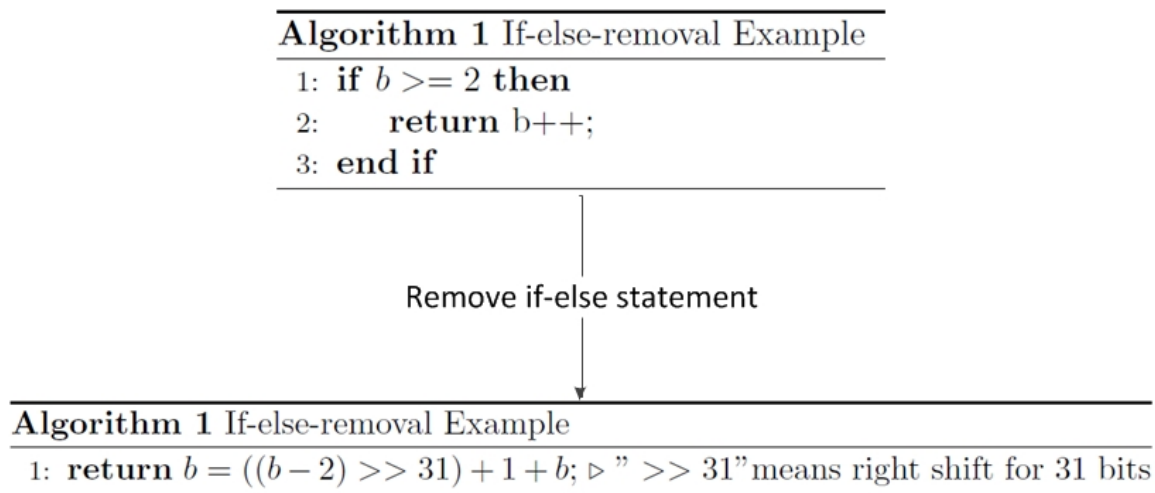 Algorithm 1 If-else-removal Example
1: if b >= 2 then
2: return b++;
3: end if
Remove if-else statement
Algorithm 1 If-else-removal Example
1: return b = ((b − 2) >> 31) + 1 + b; ▷ ” >> 31”means right shift for 31 bits